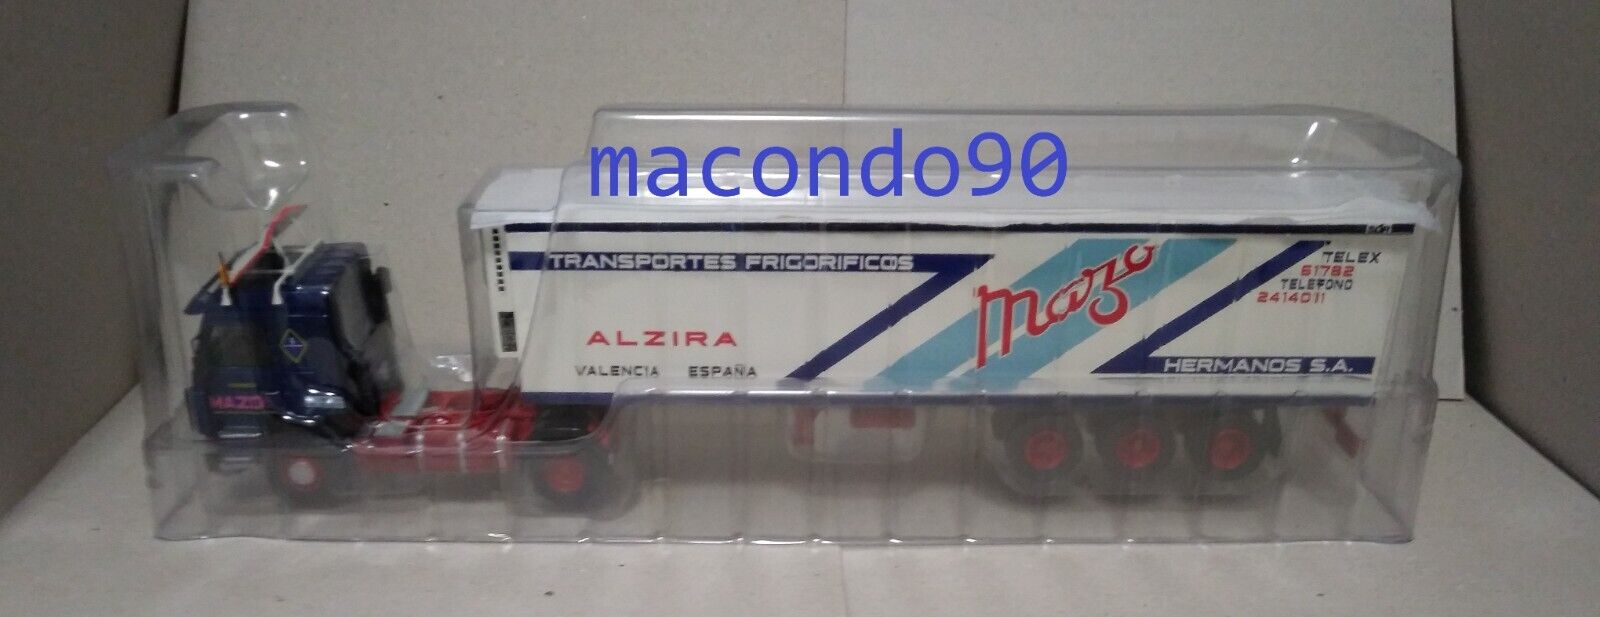 macondo90
TRANSPORTES FRIGORIFICOS
Mazo
TELEX
61782
TELEFONO
2414011
ALZIRA
VALENCIA ESPAÑA
HERMANOS S.A.
MAZO